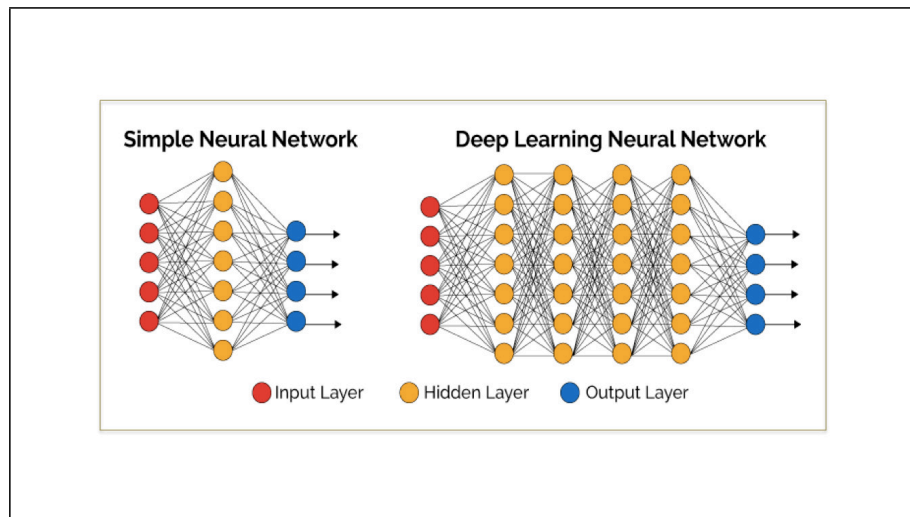 Simple Neural Network
Deep Learning Neural Network
Input Layer
Hidden Layer
Output Layer